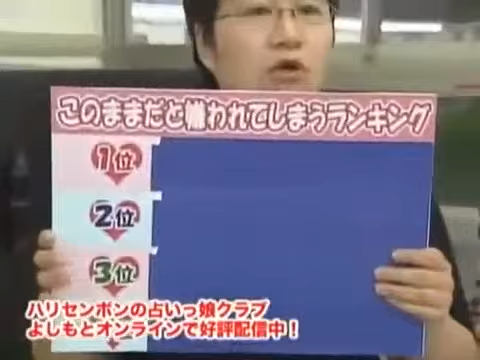 このままだと嫌われてしまうランキング
1位
2位
3位
ハリセンボンの占いっ娘クラブ
よしもとオンラインで好評配信中！